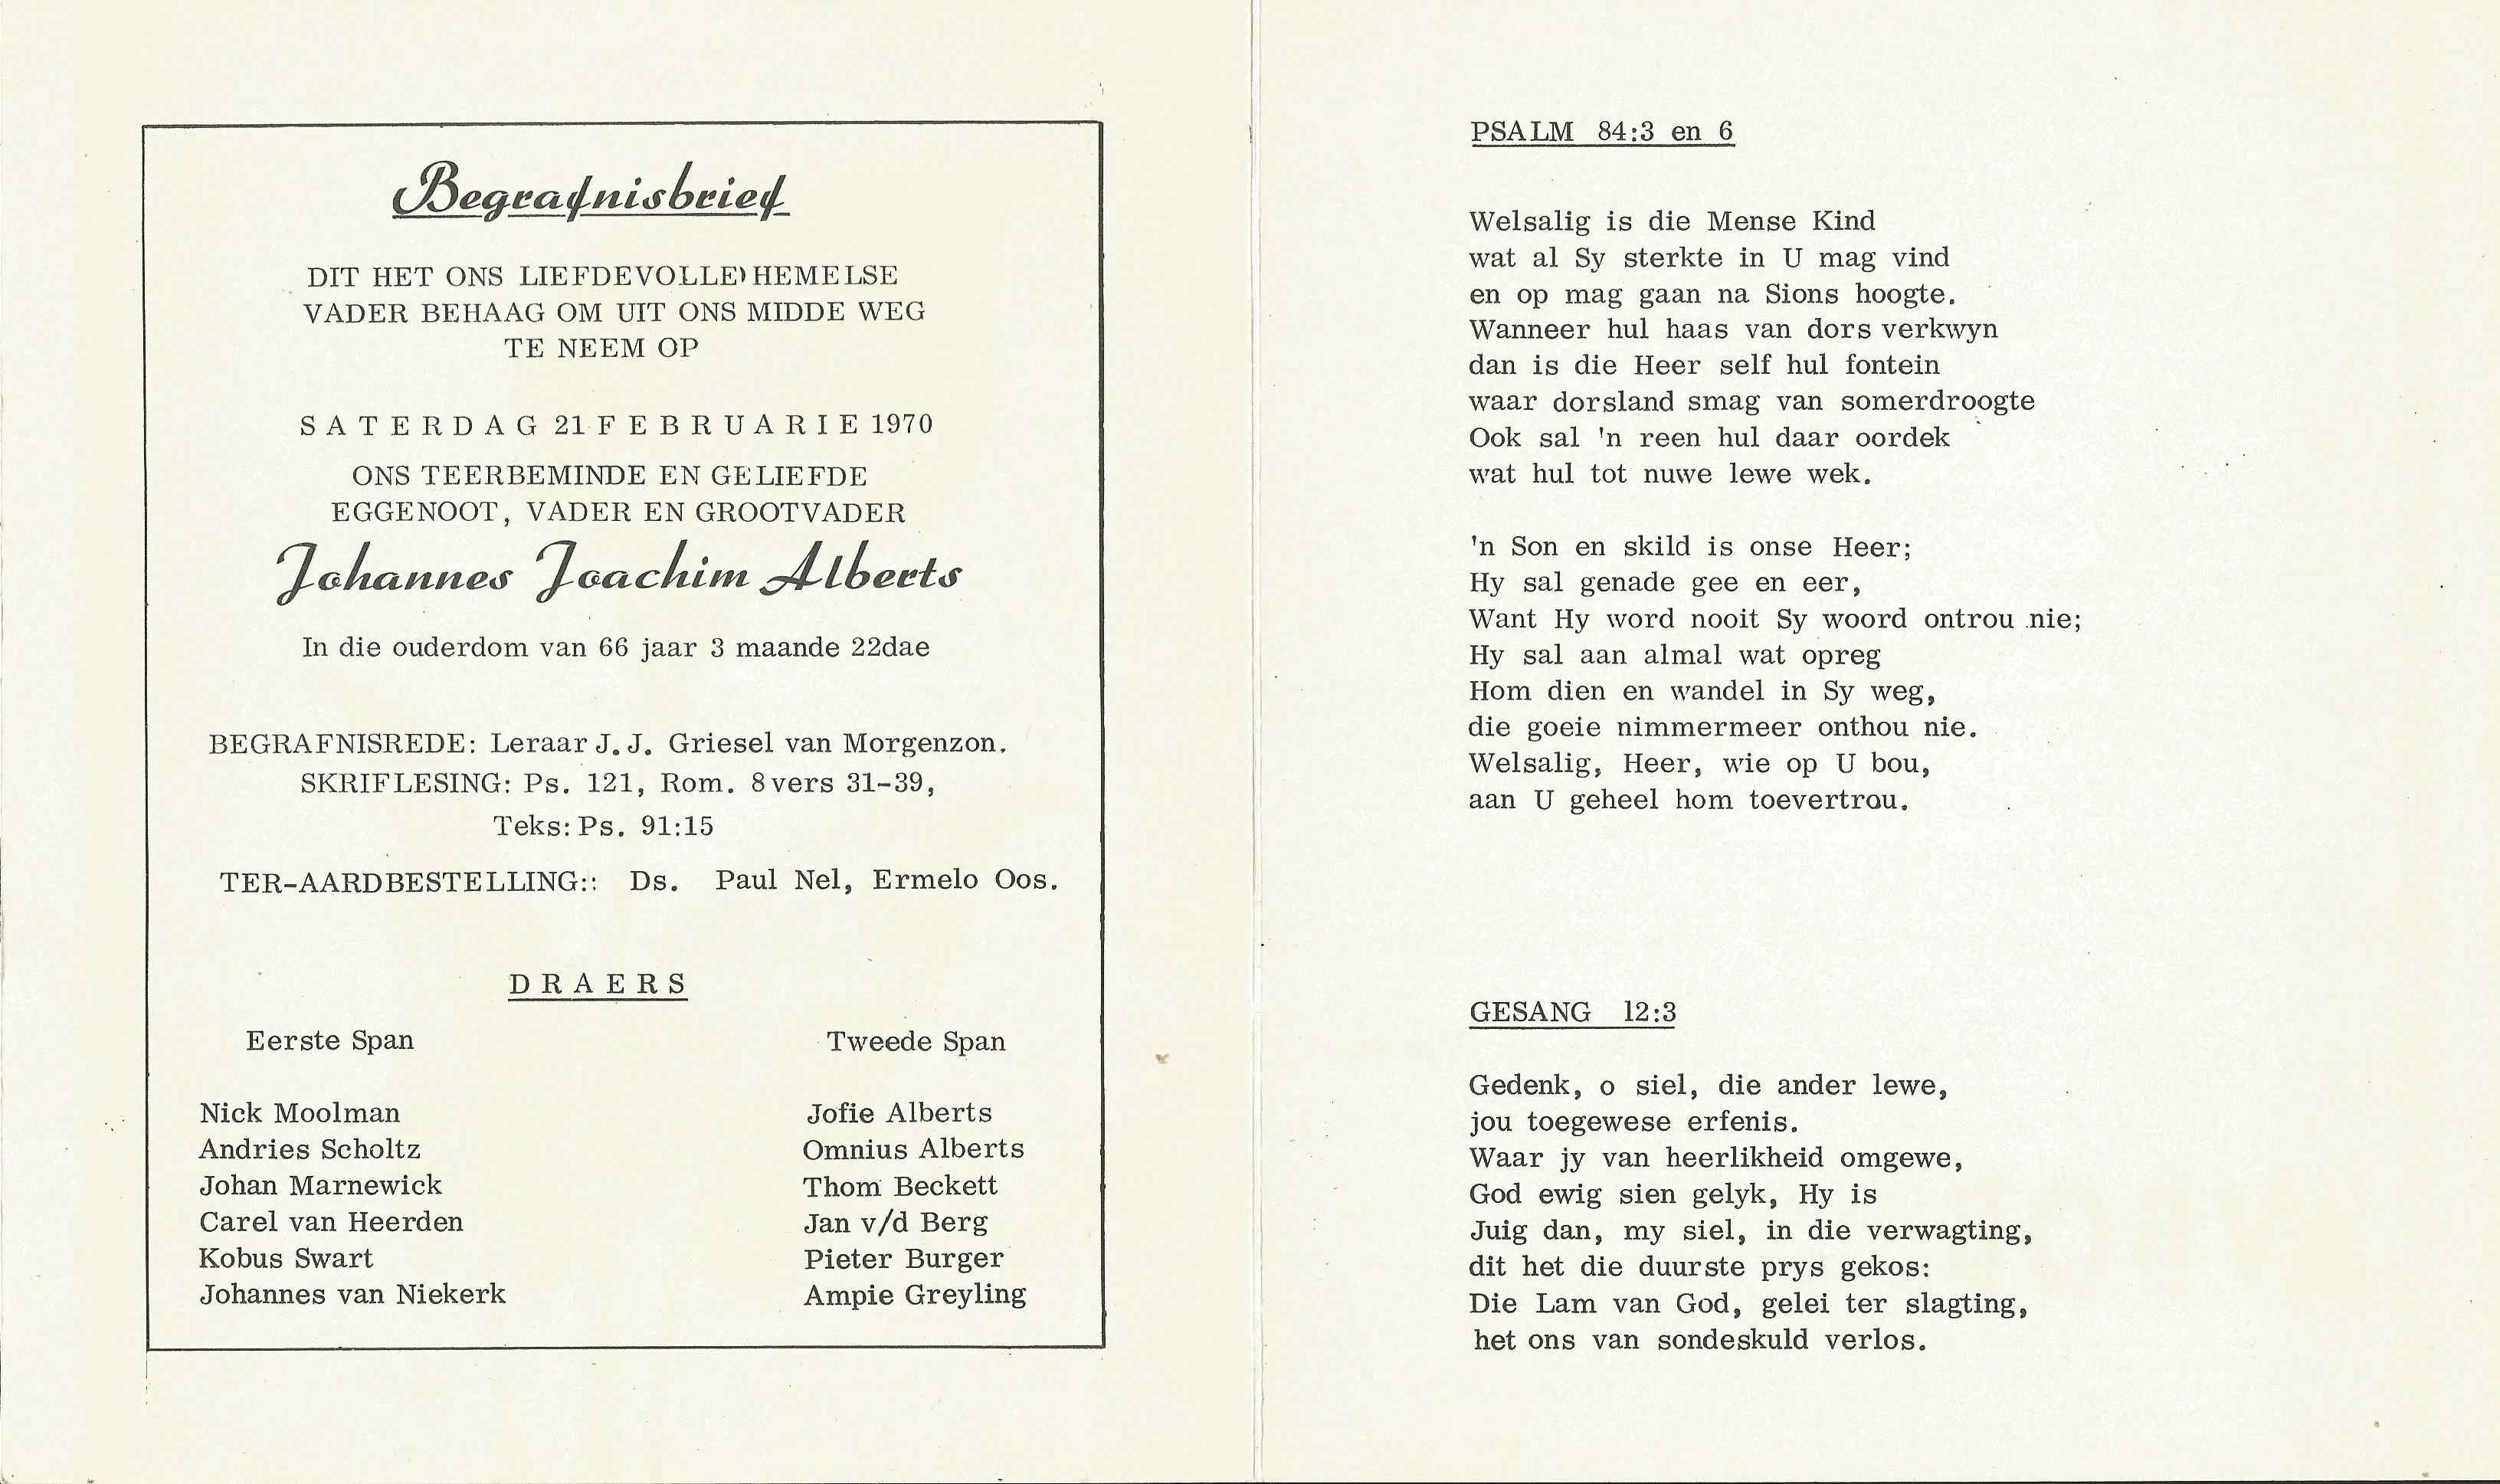 Begrafnisbrief
DIT HET ONS LIEFDEVOLLE HEMELSE
VADER BEHAAG OM UIT ONS MIDDE WEG
TE NEEM OP
SATERDAG 21 FEBRUARIE 1970
ONS TEERBEMINDE EN GELIEFDE
EGGENOOT, VADER EN GROOTVADER
Johannes Joachim Alberts
In die ouderdom van 66 jaar 3 maande 22dae
BEGRAFNISREDE: Leraar J. J. Griesel van Morgenzon.
SKRIFLESING: Ps. 121, Rom. 8 vers 31-39,
Teks: Ps. 91:15
TER-AARDBESTELLING:: Ds. Paul Nel, Ermelo Oos.
DRAERS
Eerste Span Tweede Span
Nick Moolman Jofie Alberts
Andries Scholtz Omnius Alberts
Johan Marnewick Thom Beckett
Carel van Heerden Jan v/d Berg
Kobus Swart Pieter Burger
Johannes van Niekerk Ampie Greyling
PSALM 84:3 en 6
Welsalig is die Mense Kind
wat al Sy sterkte in U mag vind
en op mag gaan na Sions hoogte.
Wanneer hul haas van dors verkwyn
dan is die Heer self hul fontein
waar dorsland smag van somerdroogte
Ook sal 'n reen hul daar oordek
wat hul tot nuwe lewe wek.
'n Son en skild is onse Heer;
Hy sal genade gee en eer,
Want Hy word nooit Sy woord ontrou nie;
Hy sal aan almal wat opreg
Hom dien en wandel in Sy weg,
die goeie nimmermeer onthou nie.
Welsalig, Heer, wie op U bou,
aan U geheel hom toevertrou.
GESANG 12:3
Gedenk, o siel, die ander lewe,
jou toegewese erfenis.
Waar jy van heerlikheid omgewe,
God ewig sien gelyk, Hy is
Juig dan, my siel, in die verwagting,
dit het die duurste prys gekos:
Die Lam van God, gelei ter slagting,
het ons van sondeskuld verlos.